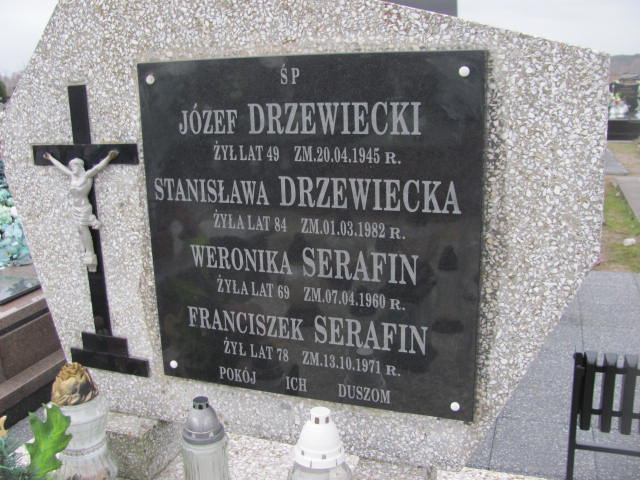 ŚP
JÓZEF DRZEWIECKI
ŻYŁ LAT 49 ZM.20.04.1945 R.
STANISŁAWA DRZEWIECKA
ŻYŁA LAT 84 ZM.01.03.1982 R.
WERONIKA SERAFIN
ŻYŁA LAT 69 ZM.07.04.1960 R.
FRANCISZEK SERAFIN
ŻYŁ LAT 78 ZM.13.10.1971 R.
POKÓJ ICH DUSZOM